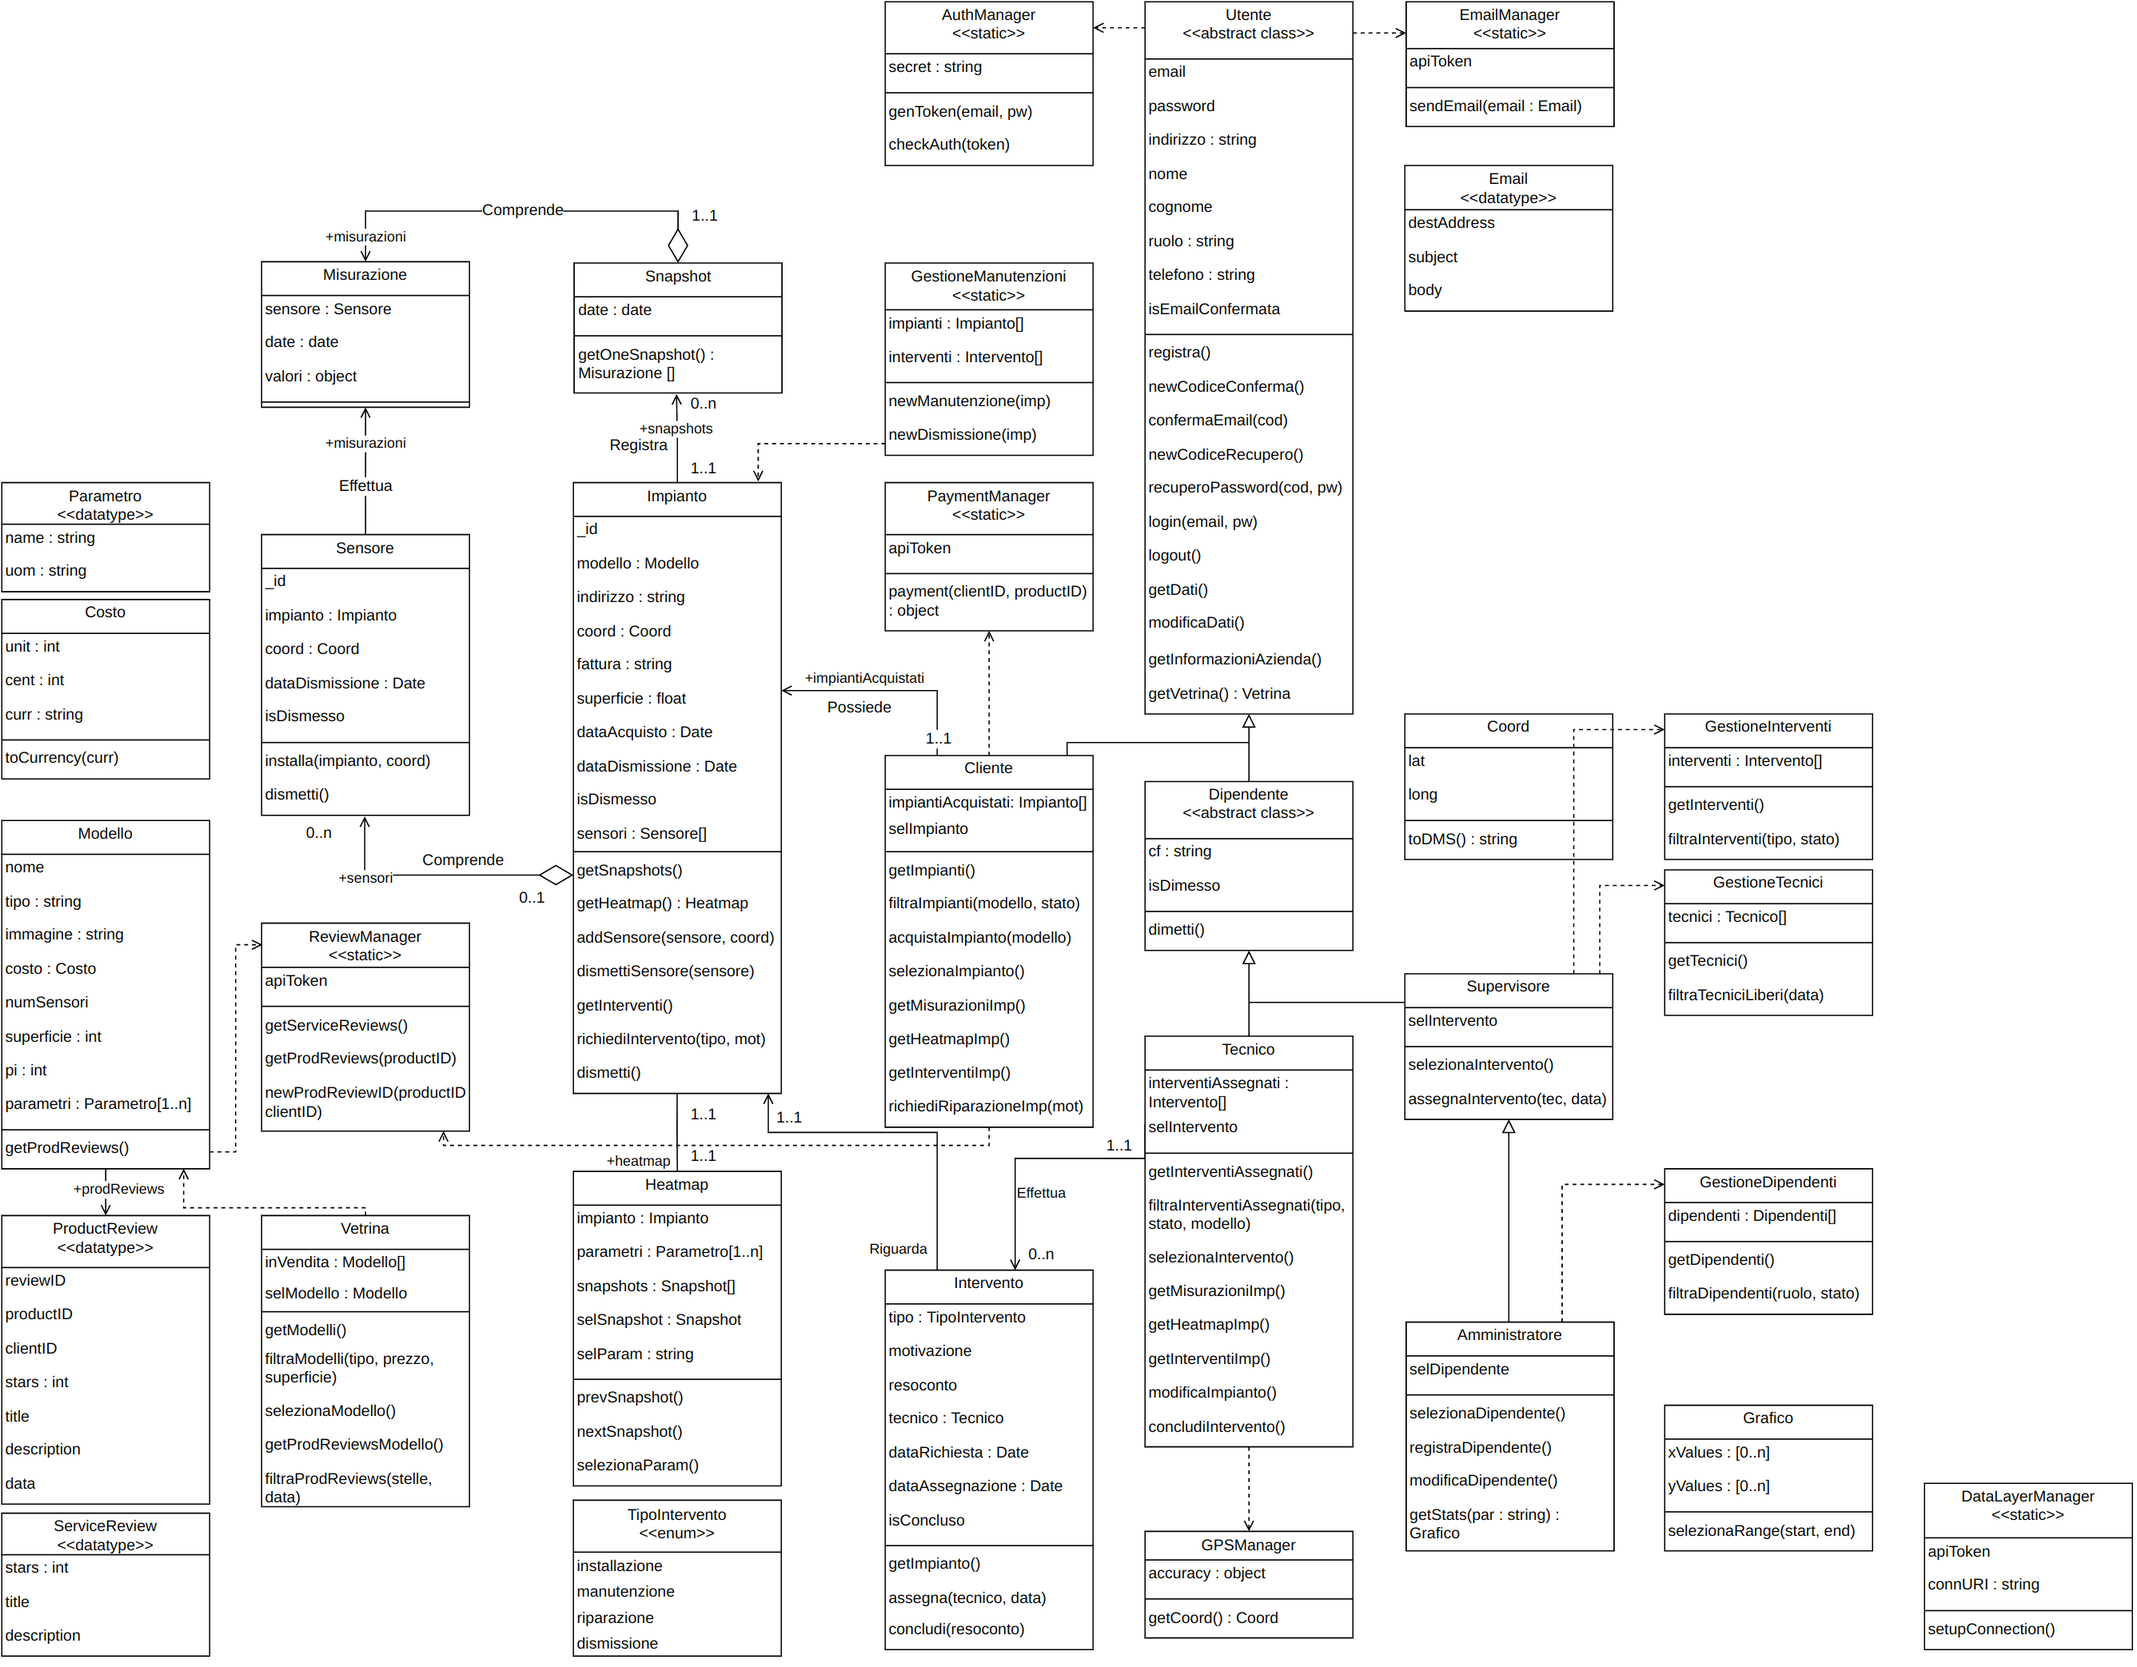 AuthManager
<<static>>
secret : string
genToken(email, pw)
checkAuth(token)
Utente
<<abstract class>>
email
password
indirizzo : string
nome
cognome
ruolo : string
telefono : string
isEmailConfermata
registra()
newCodiceConferma()
confermaEmail(cod)
newCodiceRecupero()
recuperoPassword(cod, pw)
login(email, pw)
logout()
getDati()
modificaDati()
getInformazioniAzienda()
getVetrina() : Vetrina
EmailManager
<<static>>
apiToken
sendEmail(email : Email)
Email
<<datatype>>
destAddress
subject
body
Comprende
1..1
+misurazioni
Misurazione
sensore : Sensore
date : date
valori : object
Snapshot
date : date
getOneSnapshot() :
Misurazione []
0..n
+snapshots
Registra
1..1
GestioneManutenzioni
<<static>>
impianti : Impianto[]
interventi : Intervento[]
newManutenzione(imp)
newDismissione(imp)
+misurazioni
Effettua
Parametro
<<datatype>>
name : string
uom : string
Costo
unit : int
cent : int
curr : string
toCurrency(curr)
Sensore
_id
impianto : Impianto
coord : Coord
dataDismissione : Date
isDismesso
installa(impianto, coord)
dismetti()
0..n
+sensori
Comprende
0..1
Impianto
_id
modello : Modello
indirizzo : string
coord : Coord
fattura : string
superficie : float
dataAcquisto : Date
dataDismissione : Date
isDismesso
sensori : Sensore[]
getSnapshots()
getHeatmap() : Heatmap
addSensore(sensore, coord)
dismettiSensore(sensore)
getInterventi()
richiediIntervento(tipo, mot)
dismetti()
PaymentManager
<<static>>
apiToken
payment(clientID, productID)
: object
+impiantiAcquistati
Possiede
1..1
Cliente
impiantiAcquistati: Impianto[]
selImpianto
getImpianti()
filtraImpianti(modello, stato)
acquistaImpianto(modello)
selezionaImpianto()
getMisurazioniImp()
getHeatmapImp()
getInterventiImp()
richiediRiparazioneImp(mot)
Dipendente
<<abstract class>>
cf : string
isDimesso
dimetti()
Coord
lat
long
toDMS() : string
GestioneInterventi
interventi : Intervento[]
getInterventi()
filtraInterventi(tipo, stato)
GestioneTecnici
tecnici : Tecnico[]
getTecnici()
filtraTecniciLiberi(data)
Supervisore
selIntervento
selezionaIntervento()
assegnaIntervento(tec, data)
Modello
nome
tipo : string
immagine : string
costo : Costo
numSensori
superficie : int
pi : int
parametri : Parametro[1..n]
getProdReviews()
+prodReviews
ReviewManager
<<static>>
apiToken
getServiceReviews()
getProdReviews(productID)
newProdReviewID(productID
clientID)
1..1
1..1
+heatmap
1..1
Riguarda
Tecnico
interventiAssegnati :
Intervento[]
selIntervento
getInterventiAssegnati()
filtraInterventiAssegnati(tipo,
stato, modello)
selezionaIntervento()
getMisurazioniImp()
getHeatmapImp()
getInterventiImp()
modificaImpianto()
concludiIntervento()
1..1
Effettua
0..n
ProductReview
<<datatype>>
reviewID
productID
clientID
stars : int
title
description
data
ServiceReview
<<datatype>>
stars : int
title
description
Vetrina
inVendita : Modello[]
selModello : Modello
getModelli()
filtraModelli(tipo, prezzo,
superficie)
selezionaModello()
getProdReviewsModello()
filtraProdReviews(stelle,
data)
Heatmap
impianto : Impianto
parametri : Parametro[1..n]
snapshots : Snapshot[]
selSnapshot : Snapshot
selParam : string
prevSnapshot()
nextSnapshot()
selezionaParam()
TipoIntervento
<<enum>>
installazione
manutenzione
riparazione
dismissione
Intervento
tipo : TipoIntervento
motivazione
resoconto
tecnico : Tecnico
dataRichiesta : Date
dataAssegnazione : Date
isConcluso
getImpianto()
assegna(tecnico, data)
concludi(resoconto)
GPSManager
accuracy : object
getCoord() : Coord
GestioneDipendenti
dipendenti : Dipendenti[]
getDipendenti()
filtraDipendenti(ruolo, stato)
Amministratore
selDipendente
selezionaDipendente()
registraDipendente()
modificaDipendente()
getStats(par : string) :
Grafico
Grafico
xValues : [0..n]
yValues : [0..n]
selezionaRange(start, end)
DataLayerManager
<<static>>
apiToken
connURI : string
setupConnection()